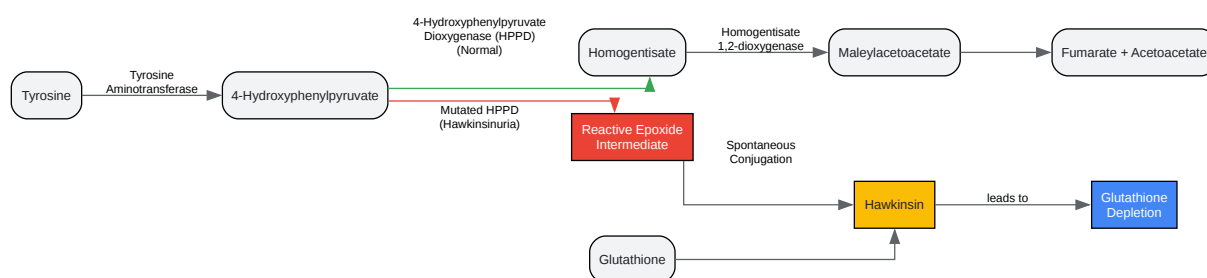 4-Hydroxyphenylpyruvate
Dioxygenase (HPPD)
(Normal)
Homogentisate
Homogentisate
1,2-dioxygenase
Maleylacetoacetate
Fumarate + Acetoacetate
Tyrosine
Tyrosine
Aminotransferase
4-Hydroxyphenylpyruvate
Mutated HPPD
(Hawkinsinuria)
Reactive Epoxide
Intermediate
Spontaneous
Conjugation
Hawkinsin
leads to
Glutathione
Depletion
Glutathione